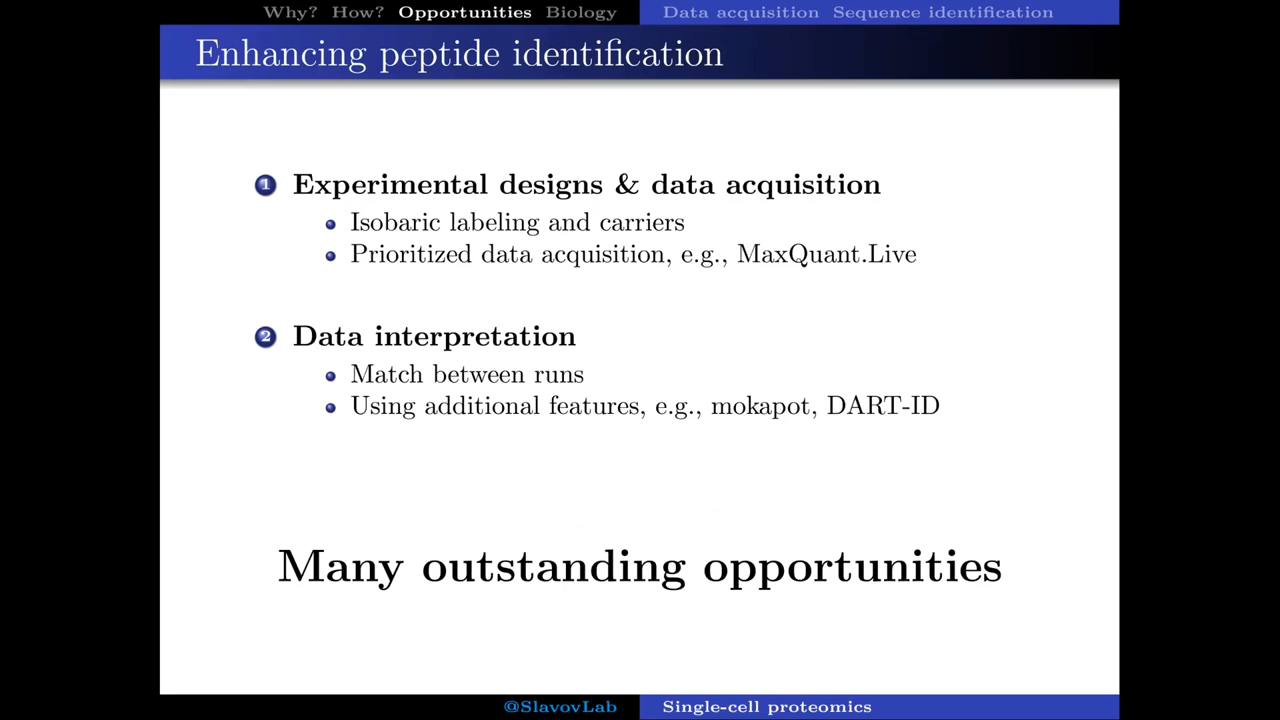 Why? How? Opportunities Biology Data acquisition Sequence identification
Enhancing peptide identification
1 Experimental designs & data acquisition
Isobaric labeling and carriers
Prioritized data acquisition, e.g., MaxQuant.Live
2 Data interpretation
Match between runs
Using additional features, e.g., mokapot, DART-ID
Many outstanding opportunities
@SlavovLab Single-cell proteomics